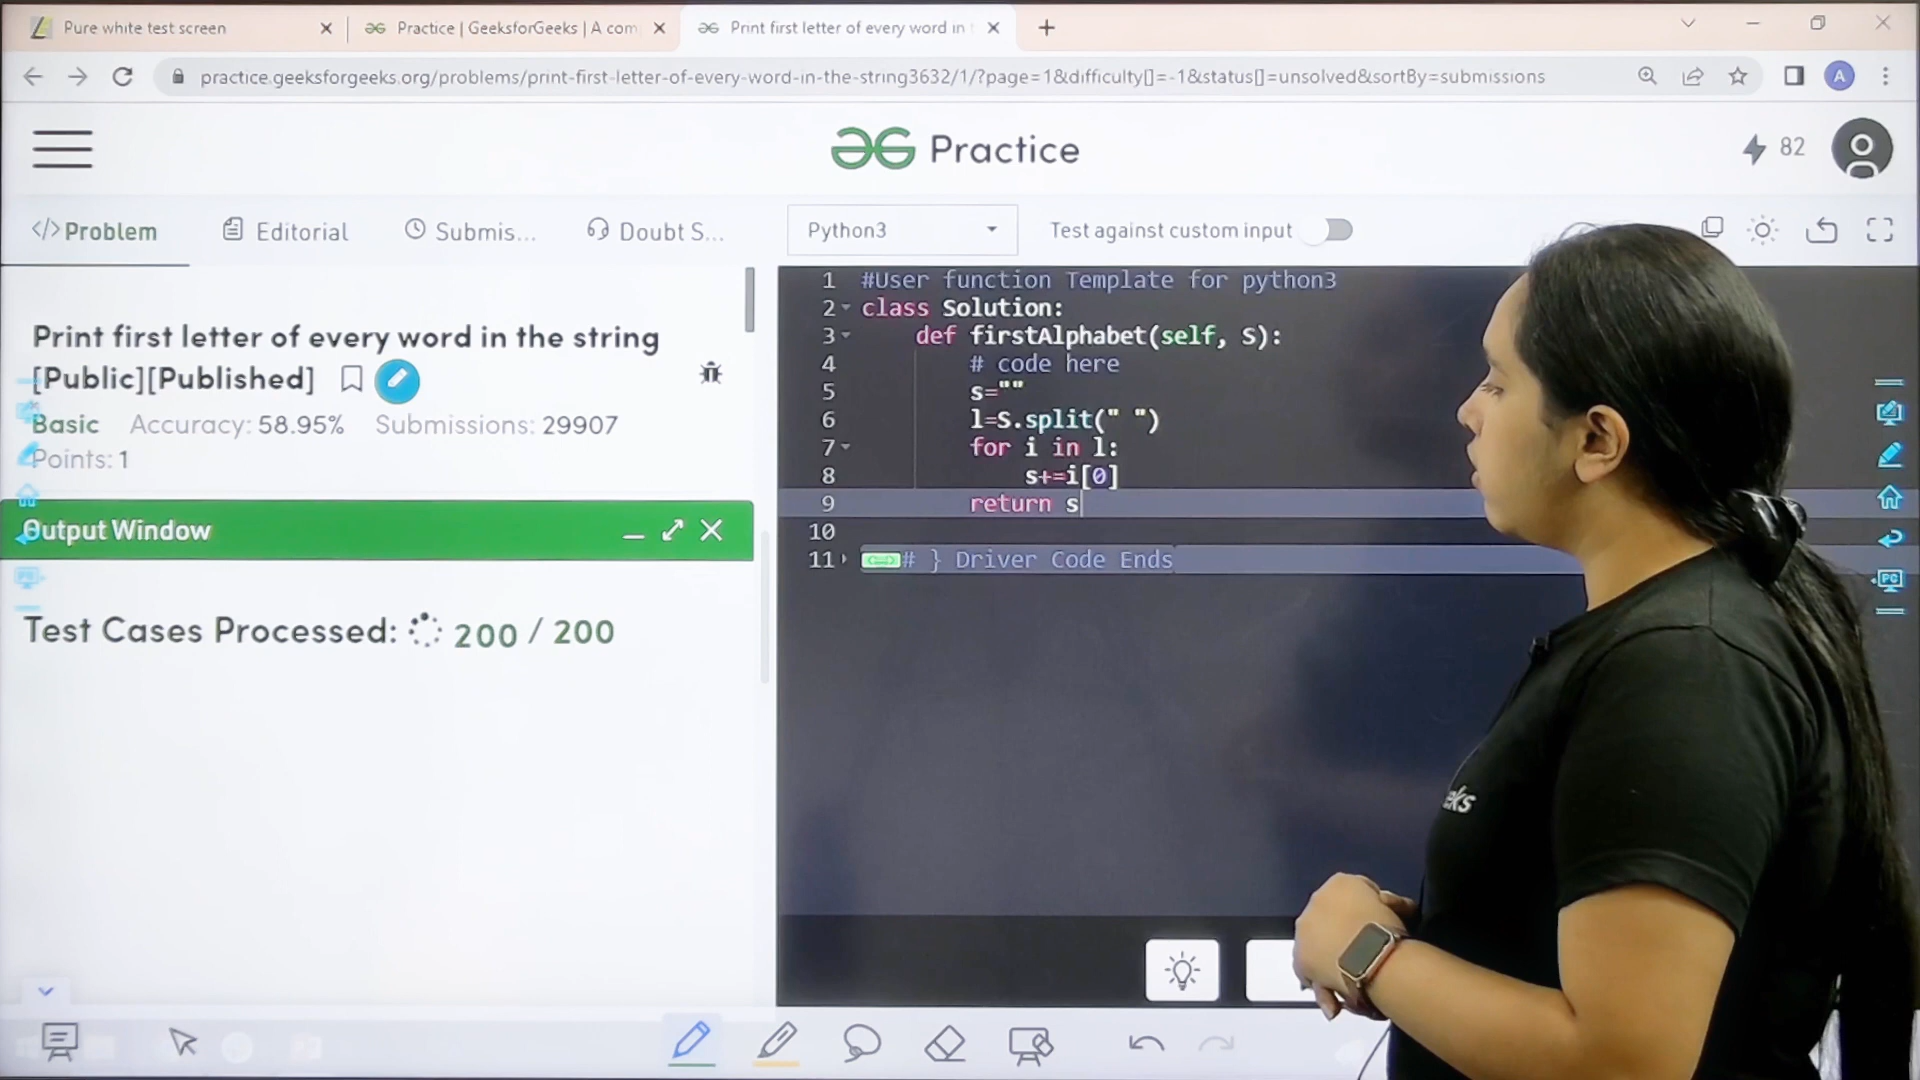 Pure white test screen
Practice | GeeksforGeeks | A com
Print first letter of every word in
practice.geeksforgeeks.org/problems/print-first-letter-of-every-word-in-the-string3632/1/?page=1&difficulty[]=-1&status[]=unsolved&sortBy=submissions
A
Practice
82
</>Problem
Editorial
Submis...
Doubt S...
Python3
Test against custom input
Print first letter of every word in the string
[Public][Published]
Basic Accuracy: 58.95% Submissions: 29907
Points: 1
Output Window
Test Cases Processed: 200 / 200
1 #User function Template for python3
2 class Solution:
3 def firstAlphabet(self, S):
4 # code here
5 s=""
6 l=S.split(" ")
7 for i in l:
8 s+=i[0]
9 return s
10
11 # } Driver Code Ends
PC
eks